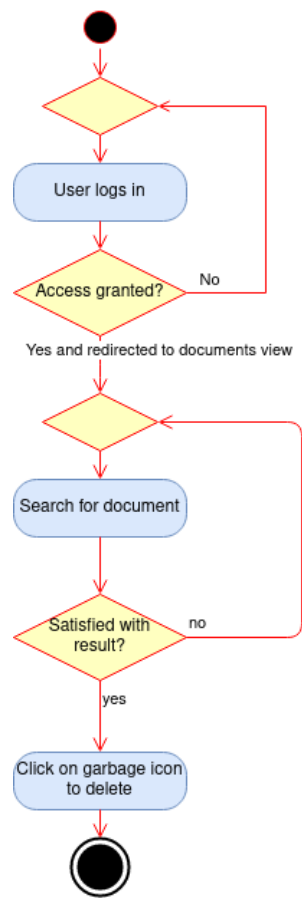 User logs in
Access granted?
No
Yes and redirected to documents view
Search for document
Satisfied with
result?
no
yes
Click on garbage icon
to delete